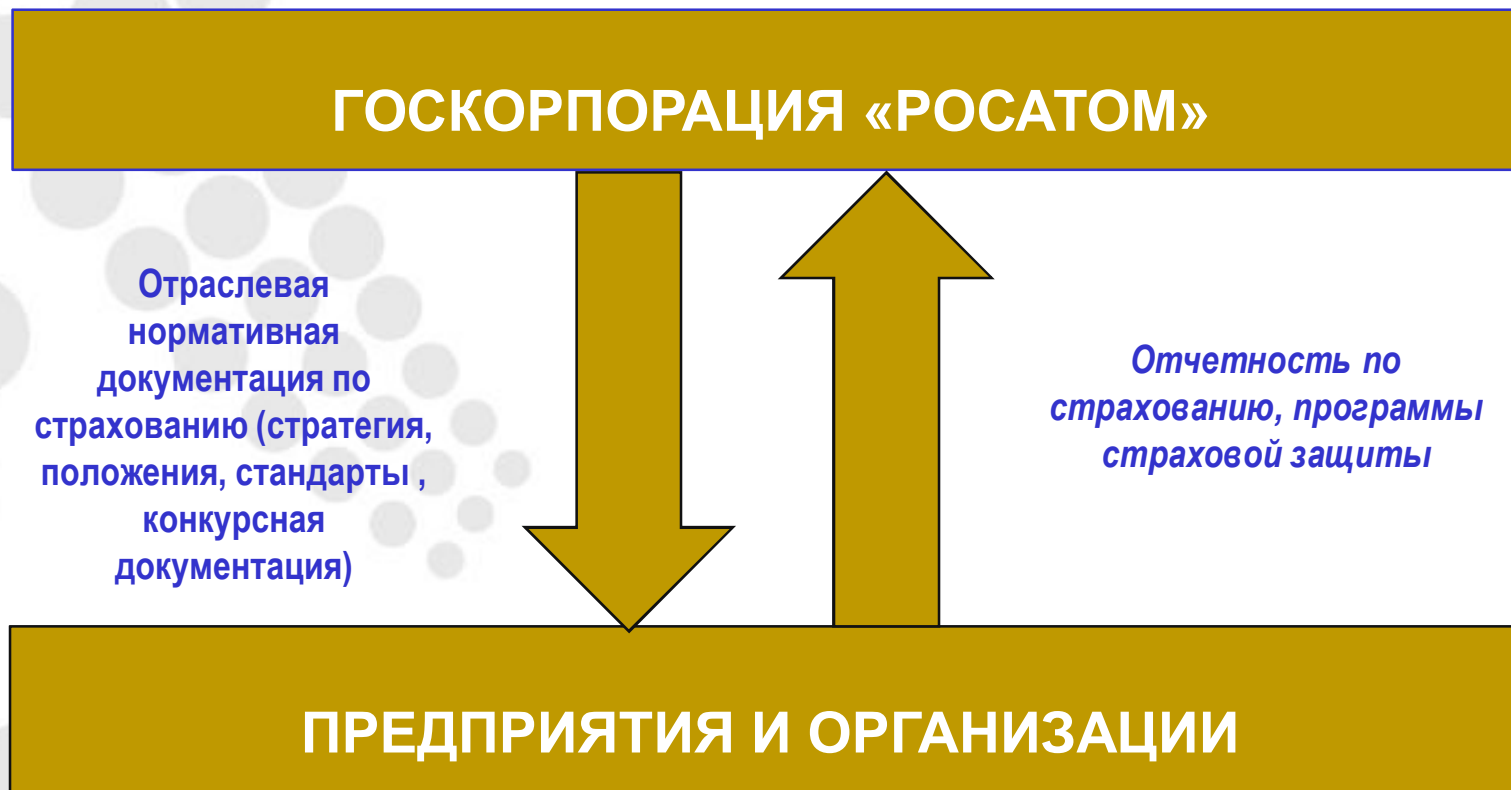 ГОСКОРПОРАЦИЯ «РОСАТОМ»
Отраслевая
нормативная
документация по
страхованию (стратегия,
положения, стандарты ,
конкурсная
документация)
Отчетность по
страхованию, программы
страховой защиты
ПРЕДПРИЯТИЯ И ОРГАНИЗАЦИИ